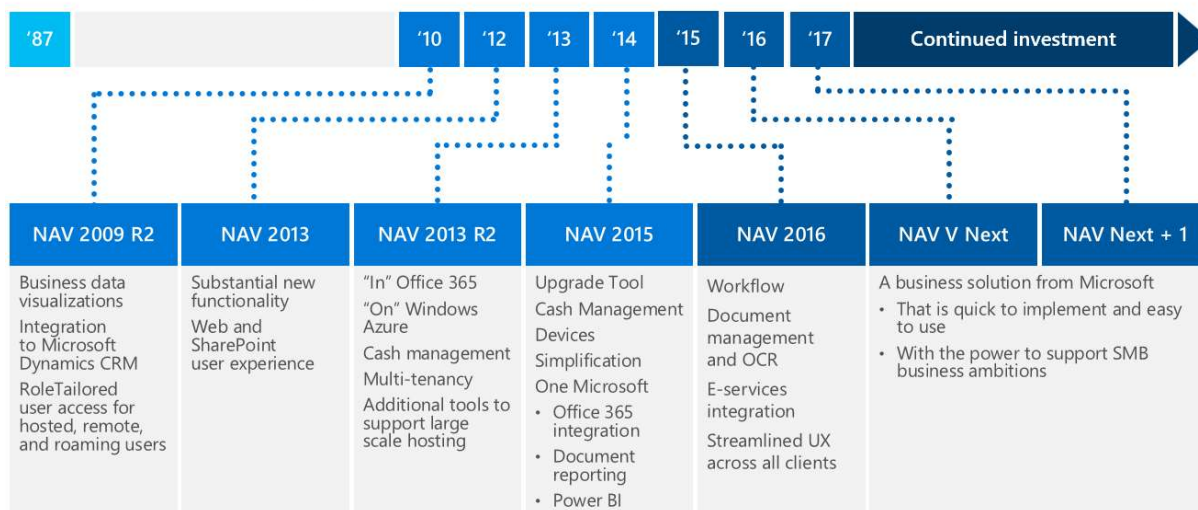 ‘87
‘10
‘12
‘13
‘14
‘15
‘16
‘17
Continued investment
NAV 2009 R2
Business data
visualizations
Integration
to Microsoft
Dynamics CRM
RoleTailored
user access for
hosted, remote,
and roaming users
NAV 2013
Substantial new
functionality
Web and
SharePoint
user experience
NAV 2013 R2
“In” Office 365
“On” Windows
Azure
Cash management
Multi-tenancy
Additional tools to
support large
scale hosting
NAV 2015
Upgrade Tool
Cash Management
Devices
Simplification
One Microsoft
• Office 365
integration
• Document
reporting
• Power BI
NAV 2016
Workflow
Document
management
and OCR
E-services
integration
Streamlined UX
across all clients
NAV V Next
NAV Next + 1
A business solution from Microsoft
• That is quick to implement and easy
to use
• With the power to support SMB
business ambitions